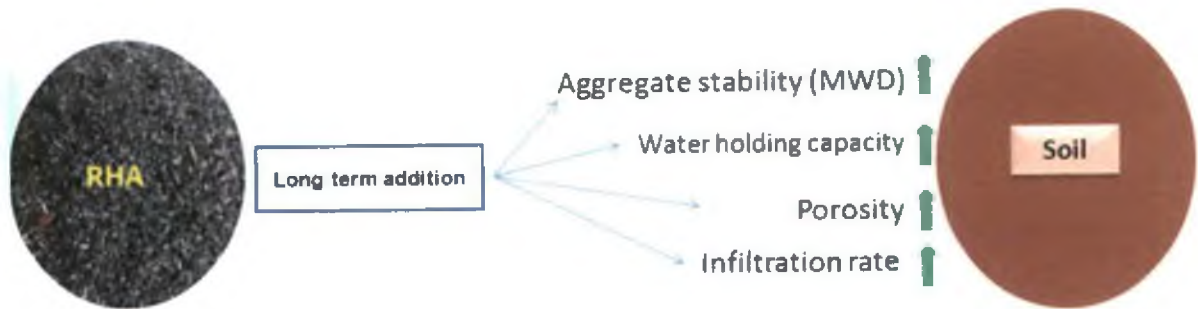 RHA
Long term addition
Aggregate stability (MWD)
Water holding capacity
Porosity
Infiltration rate
Soil